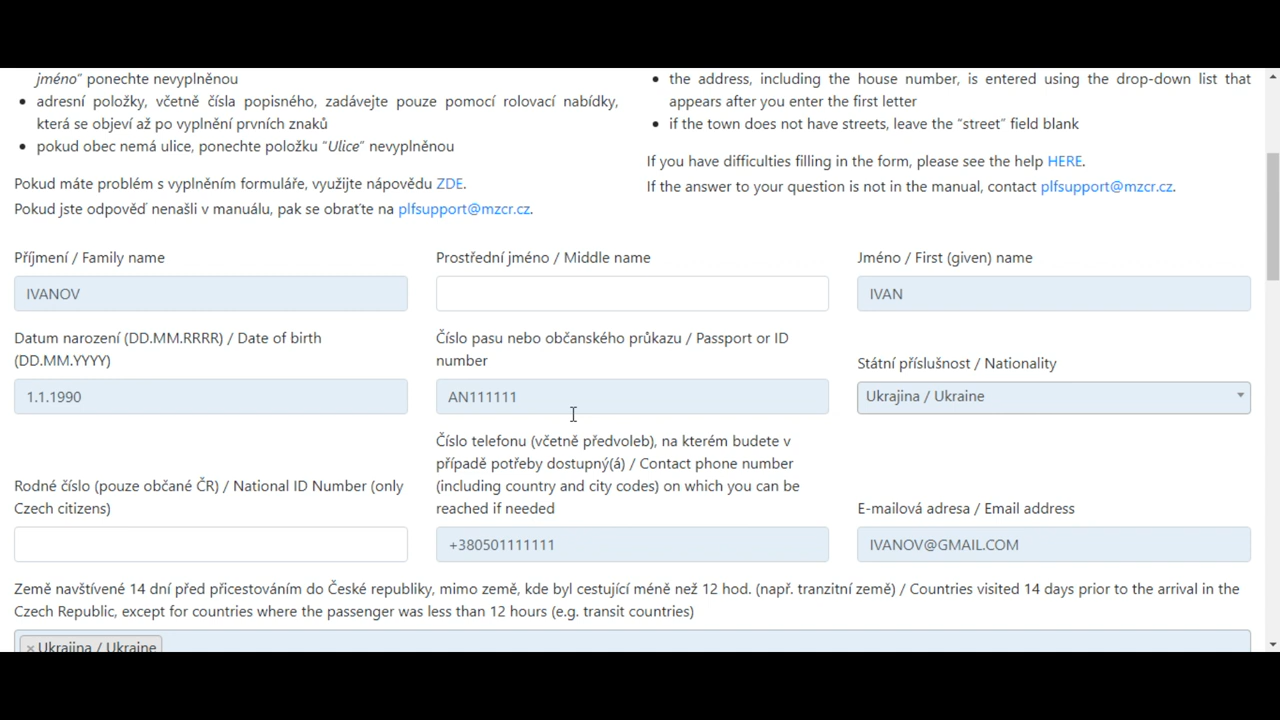 jméno" ponechte nevyplněnou
• adresní položky, včetně čísla popisného, zadávejte pouze pomocí rolovací nabídky,
která se objeví až po vyplnění prvních znaků
• pokud obec nemá ulice, ponechte položku "Ulice" nevyplněnou
Pokud máte problém s vyplněním formuláře, využijte nápovědu ZDE.
Pokud jste odpověď nenašli v manuálu, pak se obraťte na plfsupport@mzcr.cz.
• the address, including the house number, is entered using the drop-down list that
appears after you enter the first letter
• if the town does not have streets, leave the "street" field blank
If you have difficulties filling in the form, please see the help HERE.
If the answer to your question is not in the manual, contact plfsupport@mzcr.cz.
Příjmení / Family name
IVANOV
Prostřední jméno / Middle name
Jméno / First (given) name
IVAN
Datum narození (DD.MM.RRRR) / Date of birth
(DD.MM.YYYY)
1.1.1990
Číslo pasu nebo občanského průkazu / Passport or ID
number
AN111111
Státní příslušnost / Nationality
Ukrajina / Ukraine
Rodné číslo (pouze občané ČR) / National ID Number (only
Czech citizens)
Číslo telefonu (včetně předvoleb), na kterém budete v
případě potřeby dostupný(á) / Contact phone number
(including country and city codes) on which you can be
reached if needed
+380501111111
E-mailová adresa / Email address
IVANOV@GMAIL.COM
Země navštívené 14 dní před přicestováním do České republiky, mimo země, kde byl cestující méně než 12 hod. (např. tranzitní země) / Countries visited 14 days prior to the arrival in the
Czech Republic, except for countries where the passenger was less than 12 hours (e.g. transit countries)
× Ukrajina / Ukraine